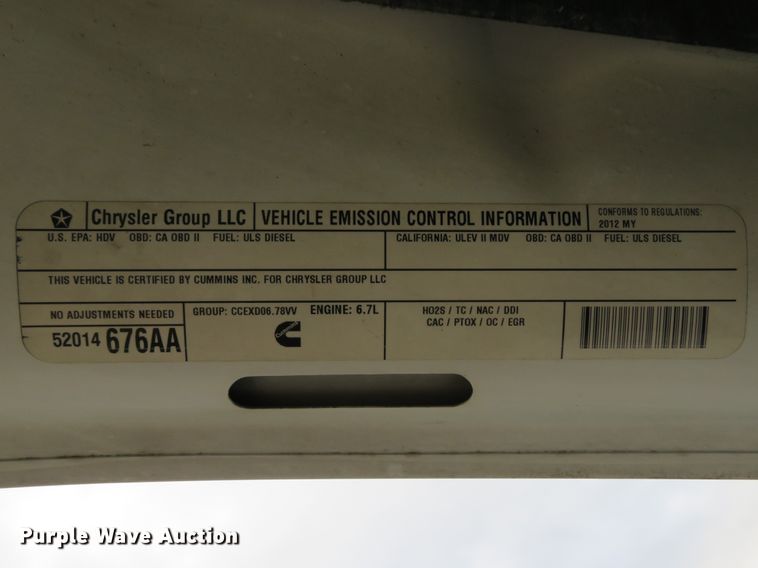 Chrysler Group LLC VEHICLE EMISSION CONTROL INFORMATION
CONFORMS TO REGULATIONS:
2012 MY
U.S. EPA: HDV OBD: CA OBD II FUEL: ULS DIESEL
CALIFORNIA: ULEV II MDV OBD: CA OBD II FUEL: ULS DIESEL
THIS VEHICLE IS CERTIFIED BY CUMMINS INC. FOR CHRYSLER GROUP LLC
NO ADJUSTMENTS NEEDED
52014 676AA
GROUP: CCEXD06.78VV ENGINE: 6.7L
Cummins
HO2S / TC / NAC / DDI
CAC / PTOX / OC / EGR
Purple Wave Auction